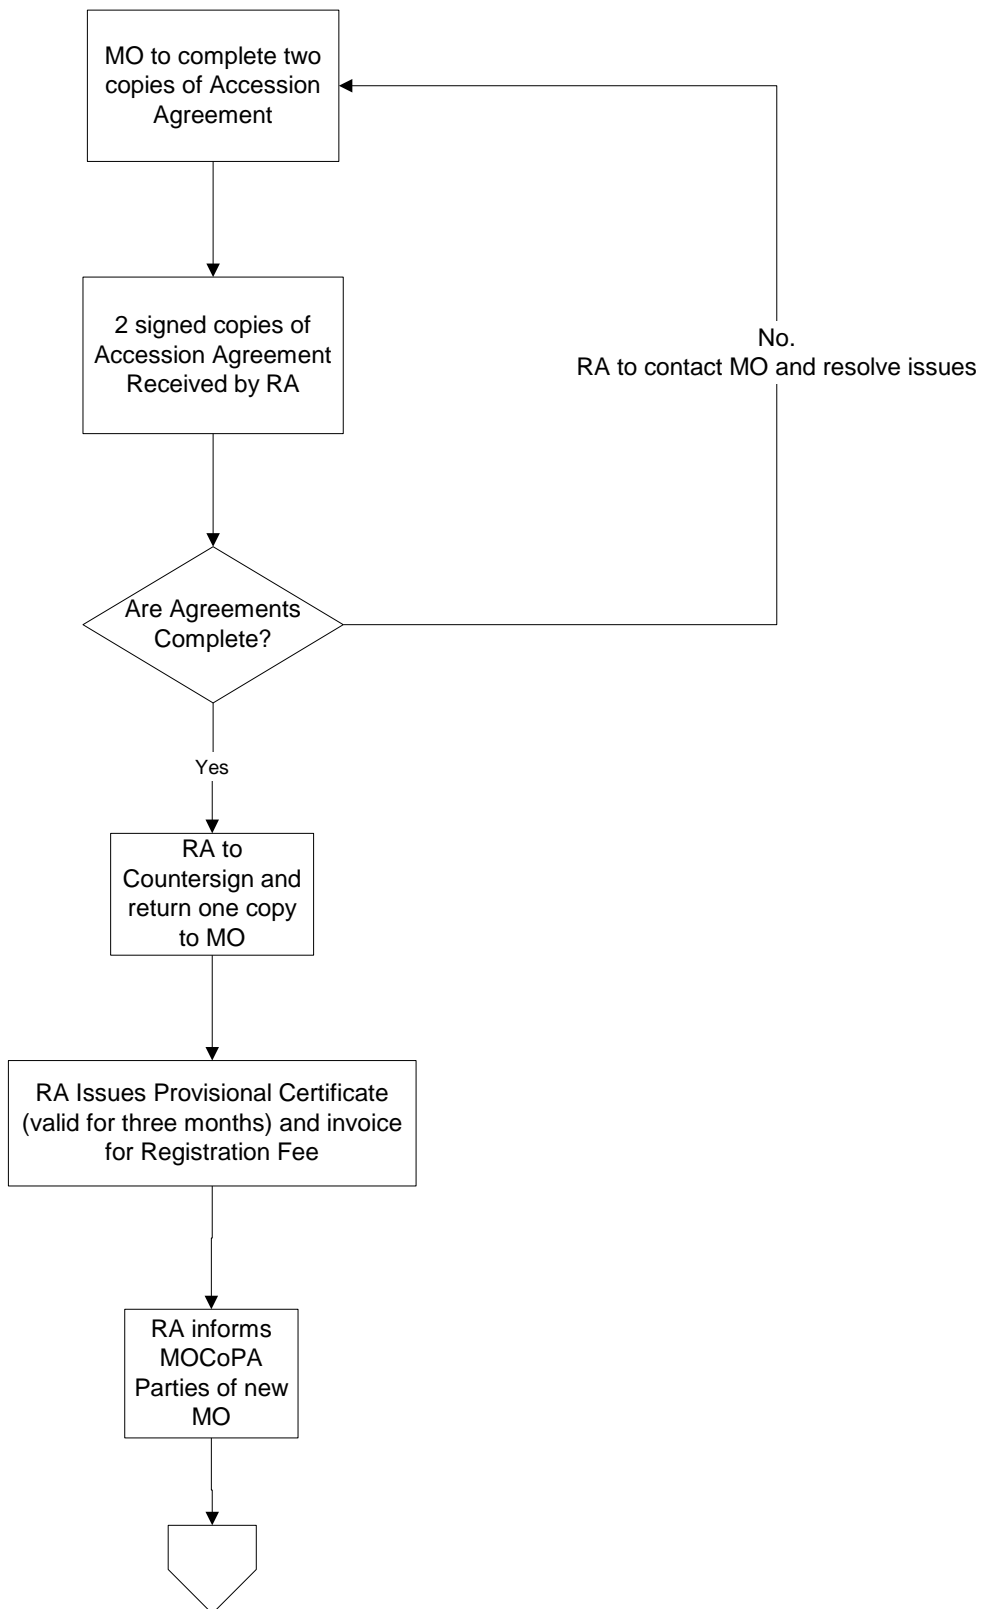 MO to complete two
copies of Accession
Agreement
2 signed copies of
Accession Agreement
Received by RA
No.
RA to contact MO and resolve issues
Are Agreements
Complete?
Yes
RA to
Countersign and
return one copy
to MO
RA Issues Provisional Certificate
(valid for three months) and invoice
for Registration Fee
RA informs
MOCoPA
Parties of new
MO